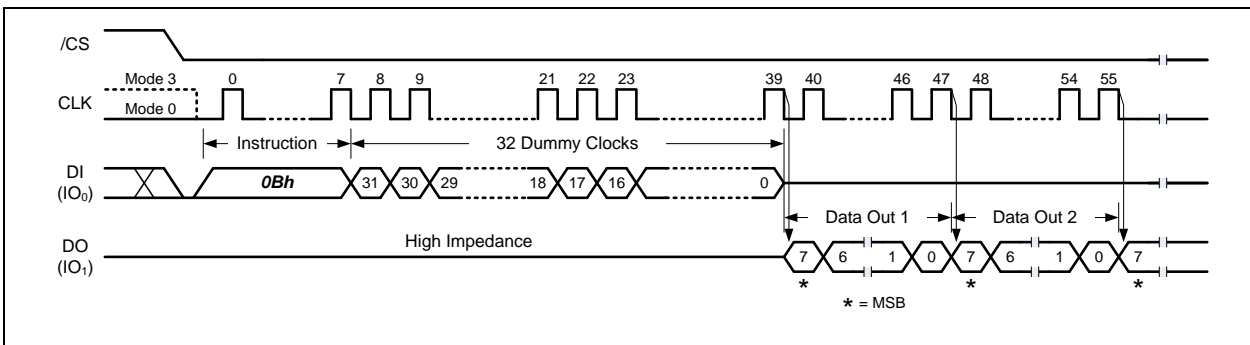 /CS
Mode 3 0 7 8 9 21 22 23 39 40 46 47 48 54 55
CLK
Mode 0
Instruction 32 Dummy Clocks
DI
(IO₀)
0Bh 31 30 29 18 17 16 0
Data Out 1 Data Out 2
High Impedance
DO
(IO₁)
7 6 1 0 7 6 1 0 7
* * *
* = MSB